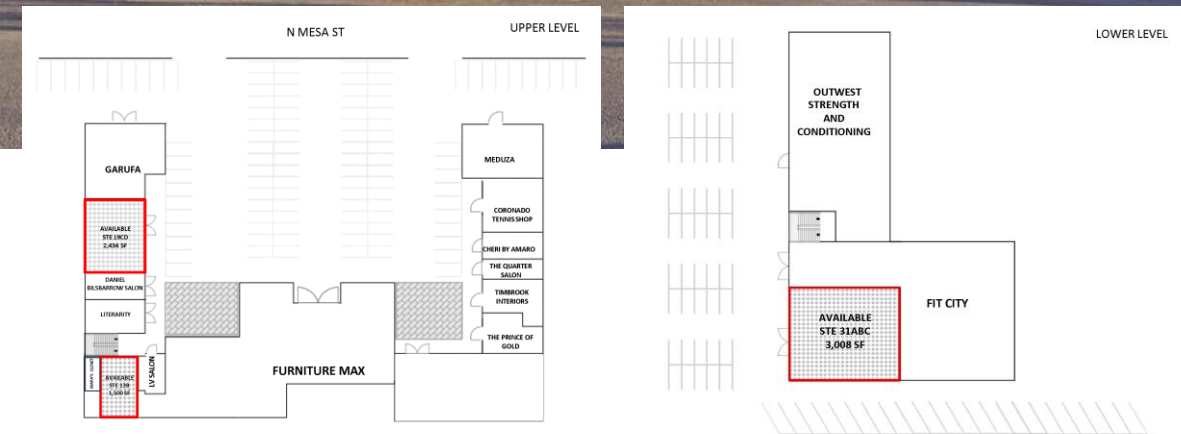 N MESA ST
UPPER LEVEL
GARUFA
AVAILABLE
STE 19CD
2,434 SF
DANIEL
BILSBARROW SALON
LITERARITY
LV SALON
AVAILABLE
STE 13B
1,500 SF
FURNITURE MAX
MEDUZA
CORONADO
TENNIS SHOP
CHERI BY AMARO
THE QUARTER
SALON
TIMBROOK
INTERIORS
THE PRINCE OF
GOLD
LOWER LEVEL
OUTWEST
STRENGTH
AND
CONDITIONING
FIT CITY
AVAILABLE
STE 31ABC
3,008 SF